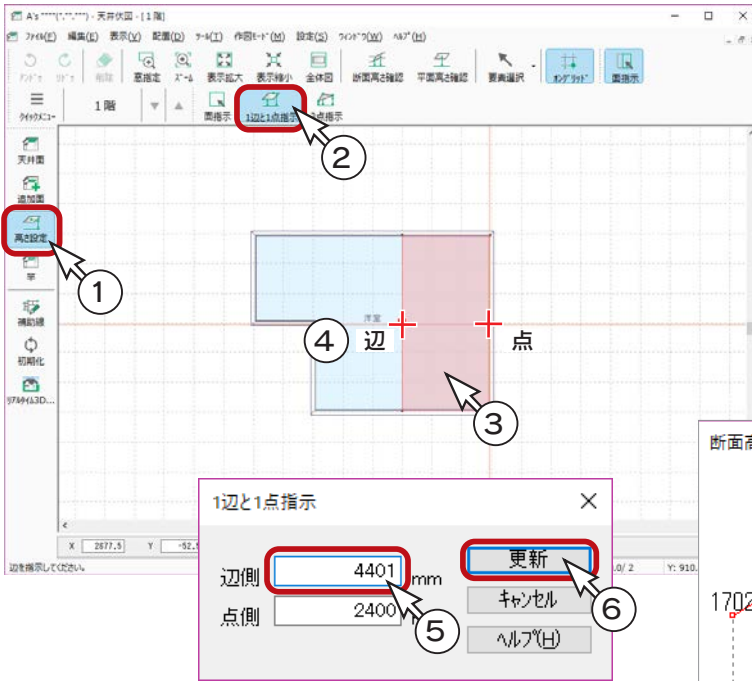 A's ****(*.**.***) - 天井伏図 - [1階]
ファイル(F) 編集(E) 表示(V) 配置(D) ツール(T) 作図モード(M) 設定(S) ウインドウ(W) ヘルプ(H)
アンドゥ リドゥ 削除 窓指定 ズーム 表示拡大 表示縮小 全体図 断面高さ確認 平面高さ確認 要素選択 オングリッド 面指示
クイックメニュー 1階 面指示 1辺と1点指示 点指示
②
天井面
追加面
高さ設定
①
竿
補助線
初期化
リアルタイム3D...
洋室
④ 辺 点
③
断面高
X 2677.5 Y -52.5
辺を指示してください。
.0/ 2 Y: 910.
1辺と1点指示
辺側 4401 mm 更新
点側 2400 キャンセル
⑤ ⑥
ヘルプ(H)
1702